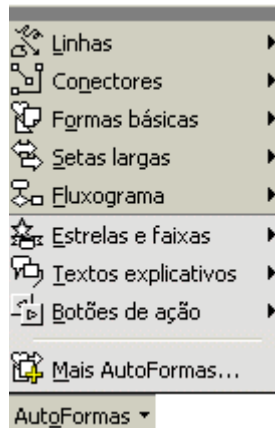 Linhas
Conectores
Formas básicas
Setas largas
Fluxograma
Estrelas e faixas
Textos explicativos
Botões de ação
Mais AutoFormas...
AutoFormas